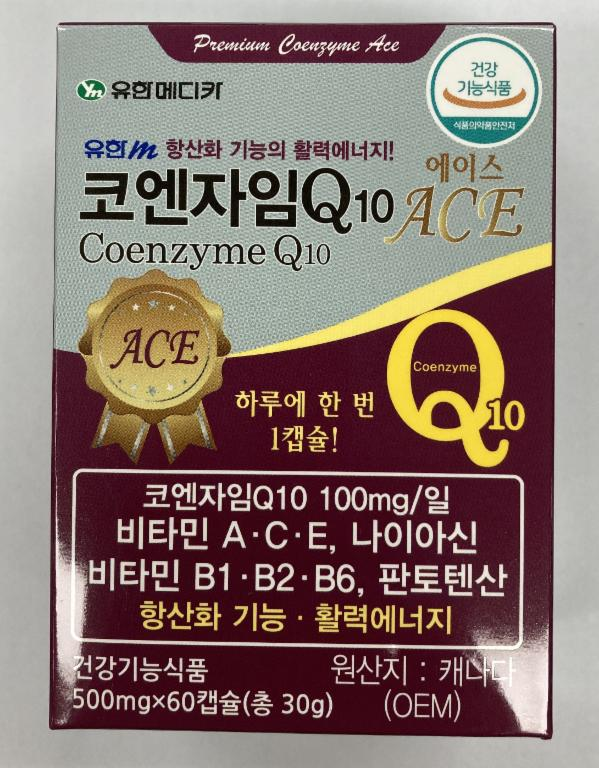 Premium Coenzyme Ace
Yn 유한메디카
건강
기능식품
식품의약품안전처
유한m 항산화 기능의 활력에너지!
에이스
코엔자임Q10 ACE
Coenzyme Q10
ACE
Coenzyme
Q10
하루에 한 번
1캡슐!
코엔자임Q10 100mg/일
비타민 A·C·E, 나이아신
비타민 B1·B2·B6, 판토텐산
항산화 기능·활력에너지
건강기능식품
500mg×60캡슐(총 30g)
원산지 : 캐나다
(OEM)